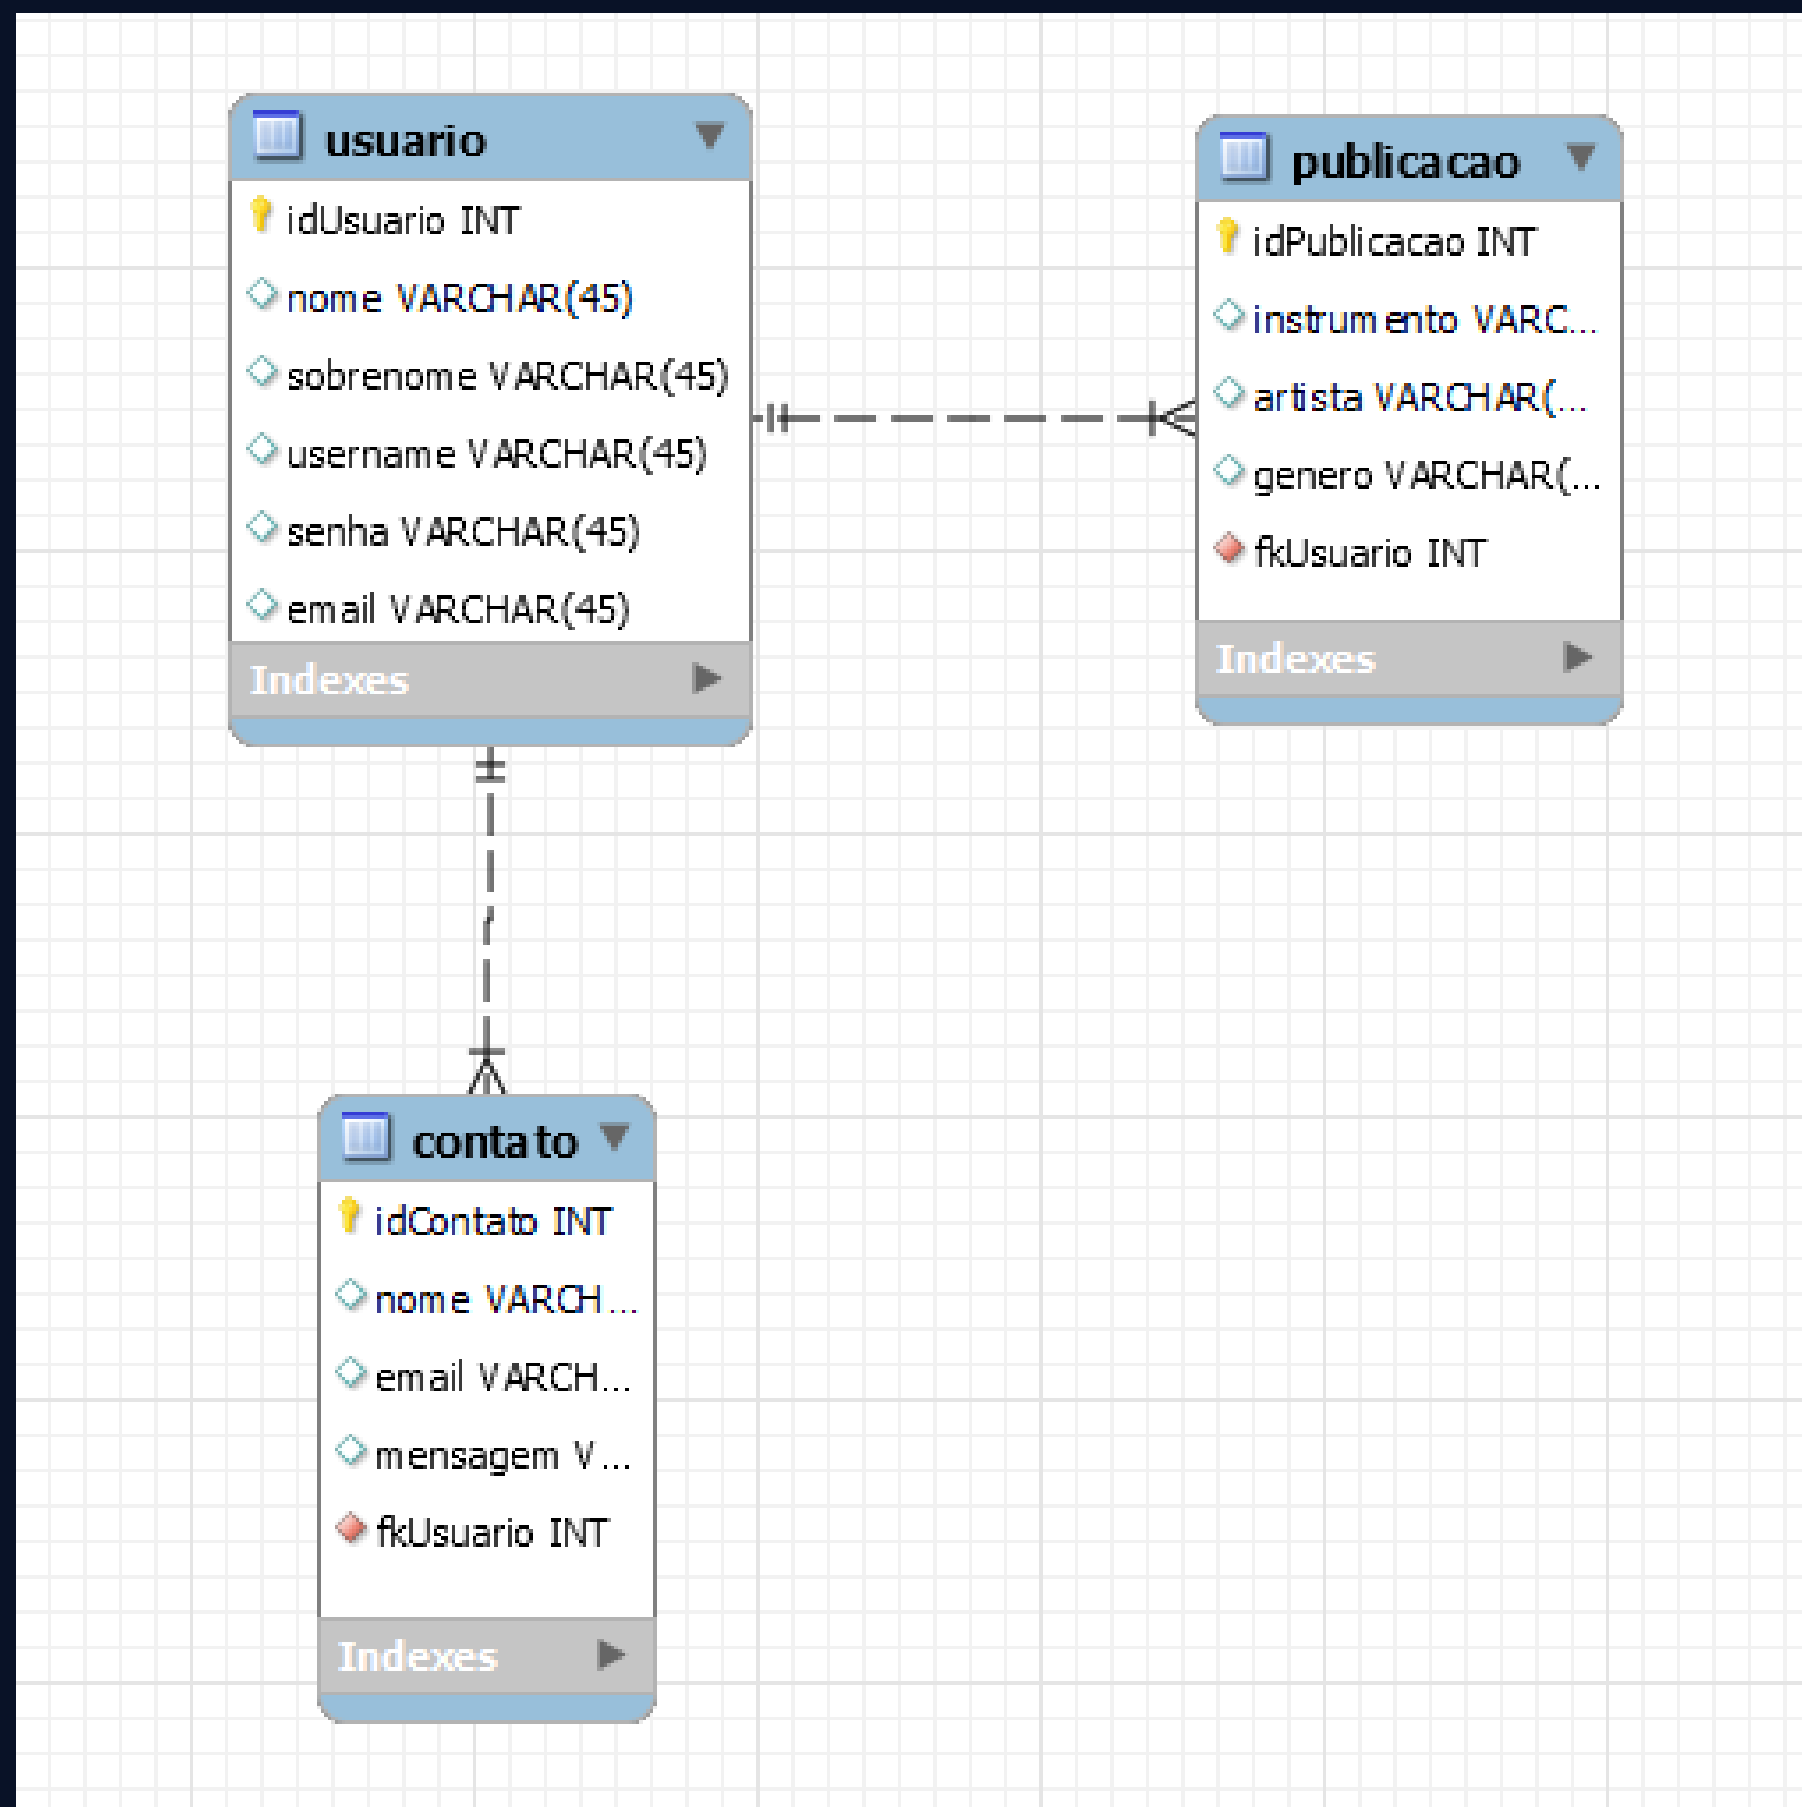 usuario
idUsuario INT
nome VARCHAR(45)
sobrenome VARCHAR(45)
username VARCHAR(45)
senha VARCHAR(45)
email VARCHAR(45)
Indexes
publicacao
idPublicacao INT
instrumento VARC...
artista VARCHAR(...
genero VARCHAR(...
fkUsuario INT
Indexes
contato
idContato INT
nome VARCH...
email VARCH...
mensagem V...
fkUsuario INT
Indexes